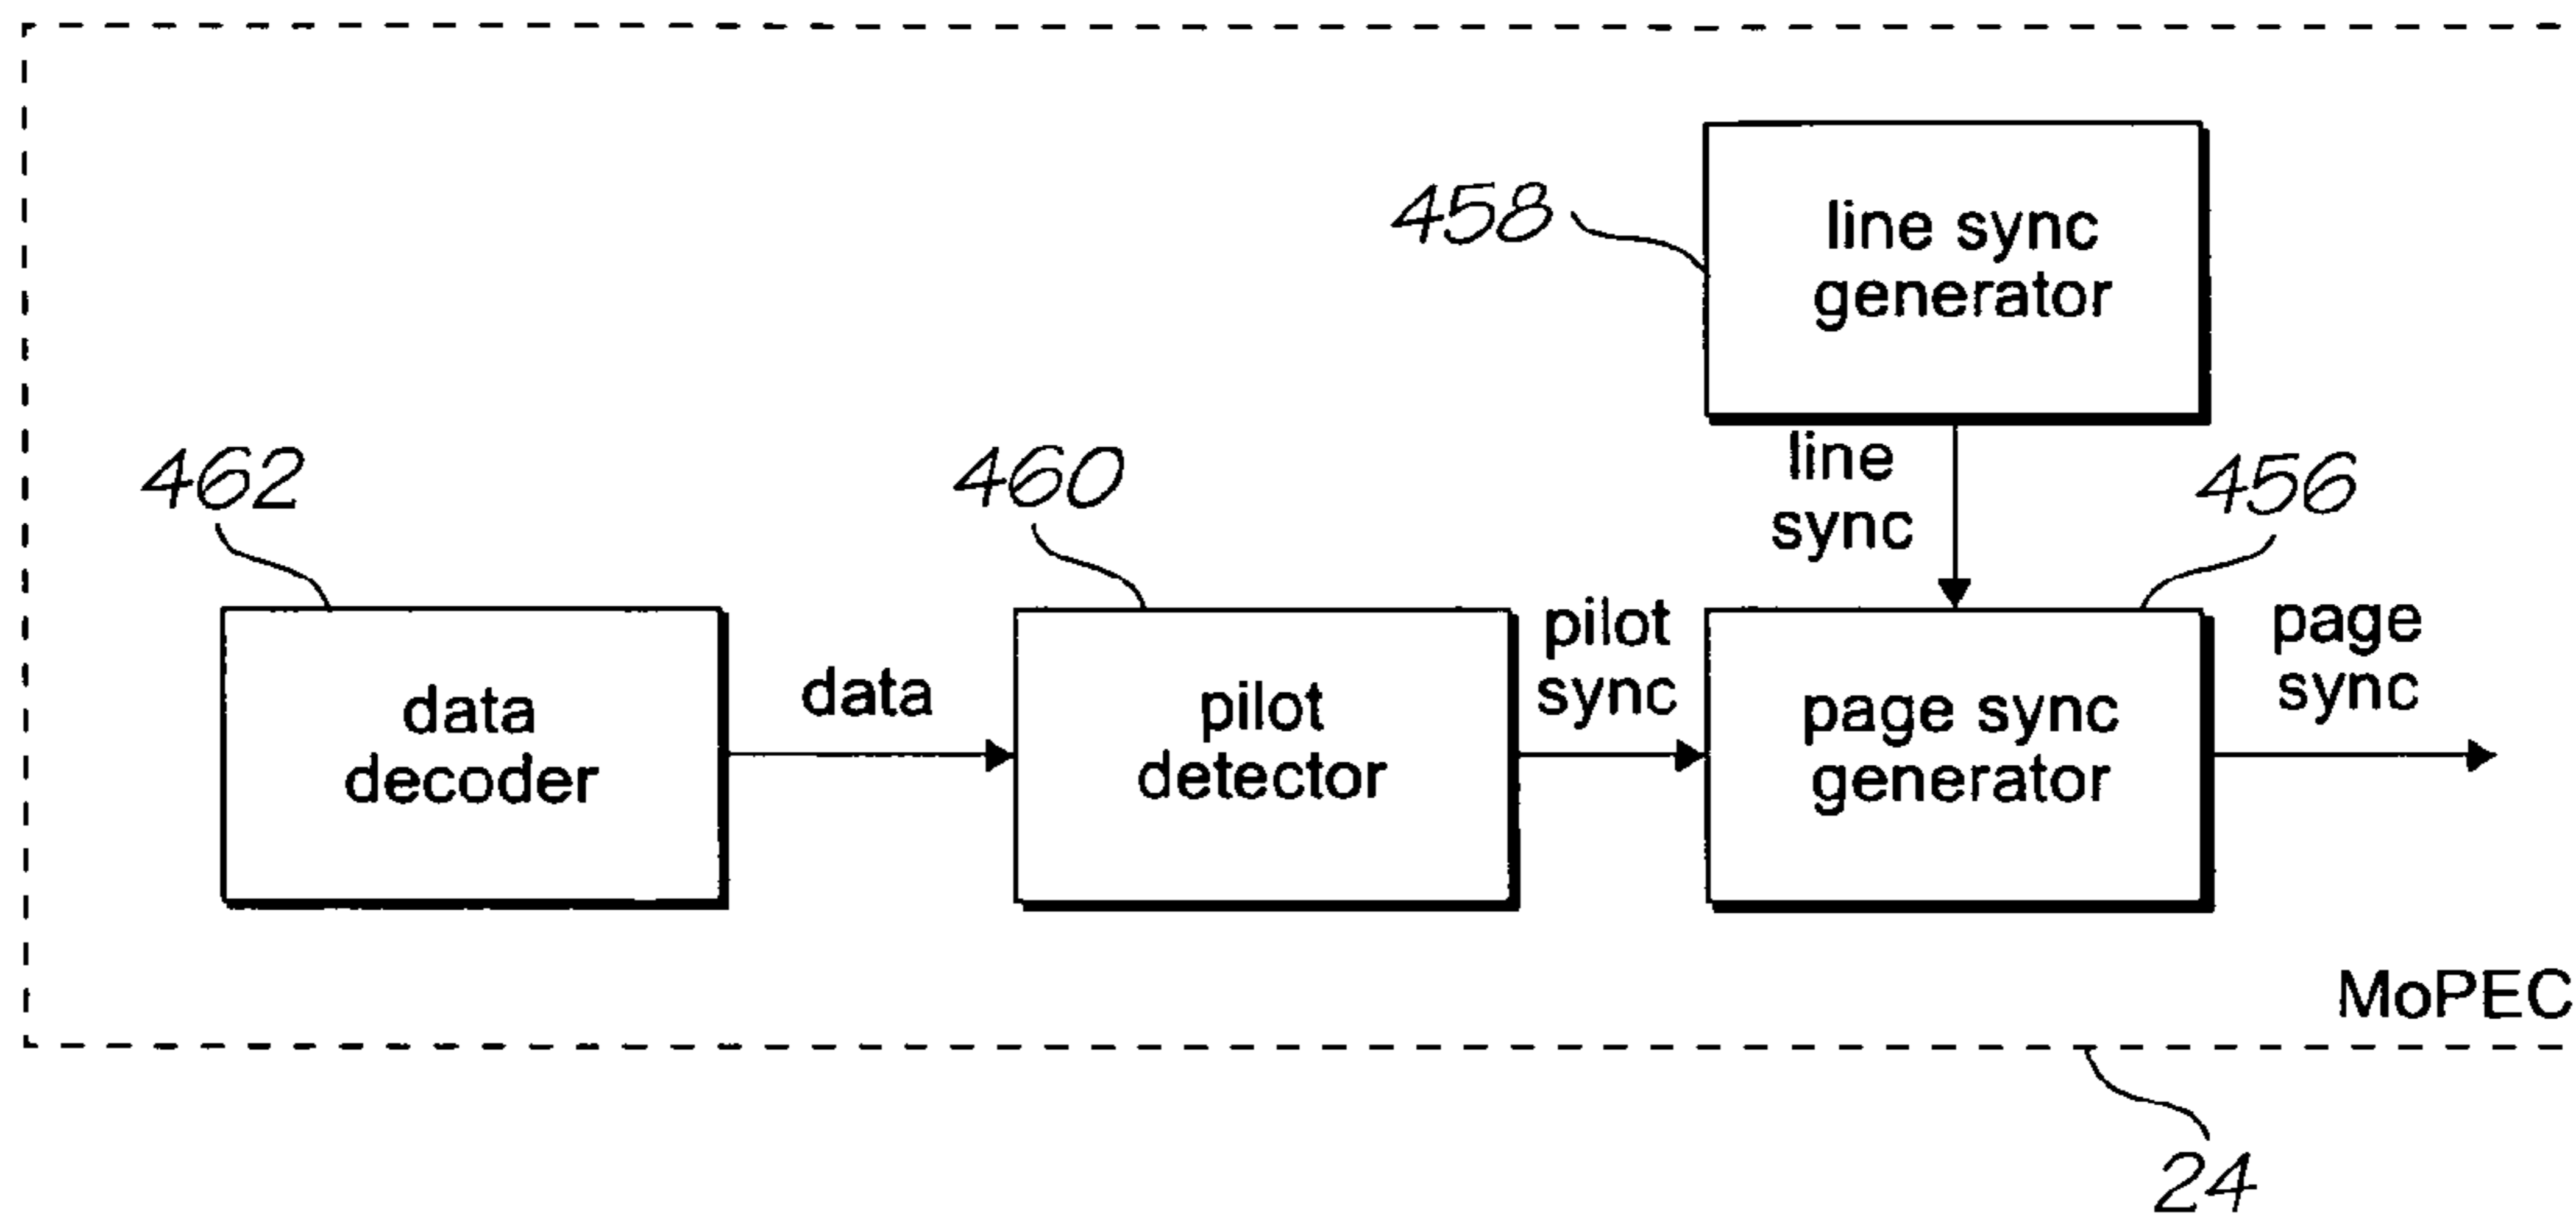 458
line sync
generator
line
sync
462
460
456
data
decoder
data
pilot
detector
pilot
sync
page sync
generator
page
sync
MoPEC
24